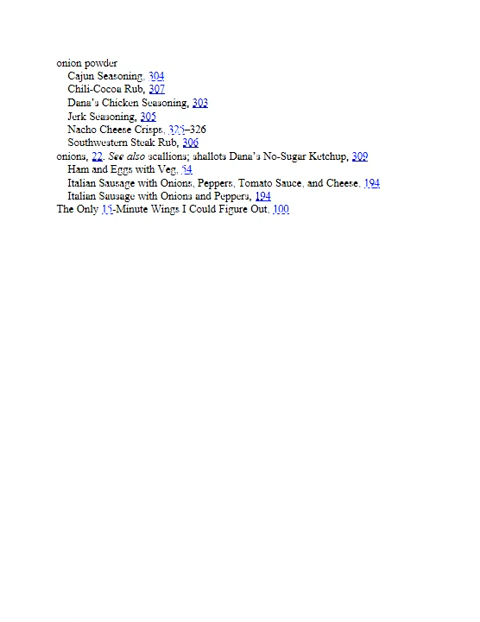 onion powder
Cajun Seasoning, 304
Chili-Cocoa Rub, 307
Dana's Chicken Seasoning, 303
Jerk Seasoning, 305
Nacho Cheese Crisps, 325–326
Southwestern Steak Rub, 306
onions, 22. See also scallions; shallots Dana's No-Sugar Ketchup, 309
Ham and Eggs with Veg, 54
Italian Sausage with Onions, Peppers, Tomato Sauce, and Cheese, 194
Italian Sausage with Onions and Peppers, 194
The Only 15-Minute Wings I Could Figure Out, 100